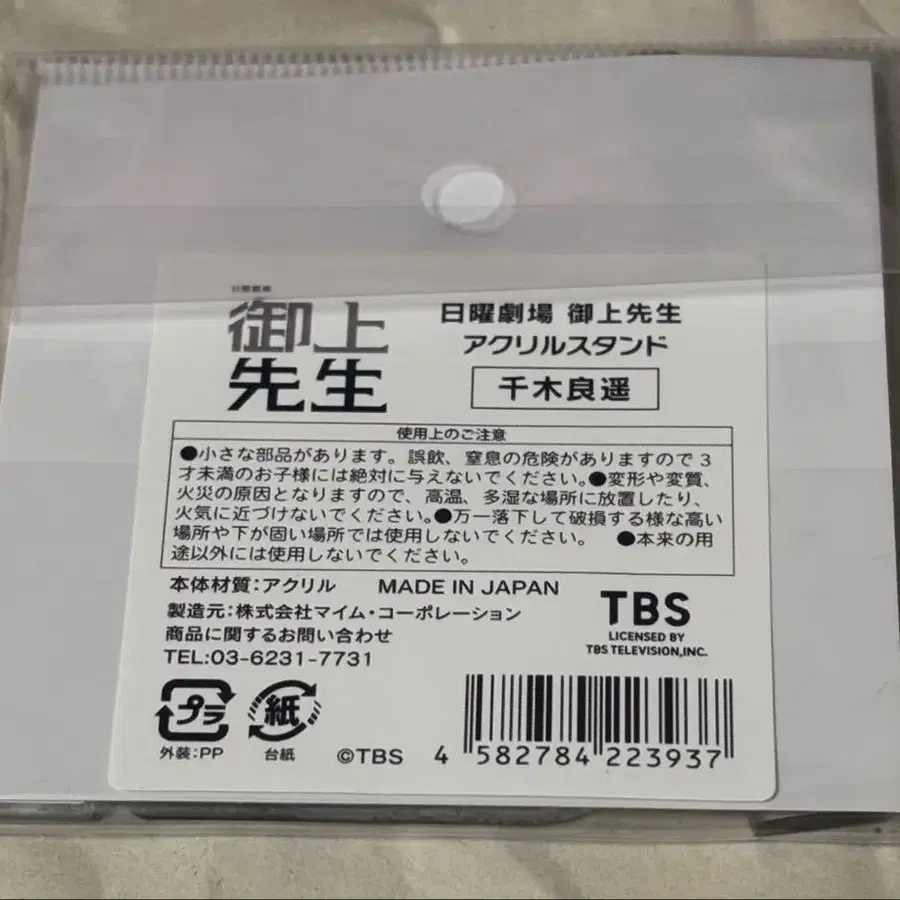 日曜劇場
御上
先生
日曜劇場 御上先生
アクリルスタンド
千木良遥
使用上のご注意
●小さな部品があります。誤飲、窒息の危険がありますので3
才未満のお子様には絶対に与えないでください。●変形や変質、
火災の原因となりますので、高温、多湿な場所に放置したり、
火気に近づけないでください。●万一落下して破損する様な高い
場所や下が固い場所では使用しないでください。 ●本来の用
途以外には使用しないでください。
本体材質:アクリル MADE IN JAPAN
製造元:株式会社マイム・コーポレーション
商品に関するお問い合わせ
TEL:03-6231-7731
TBS
LICENSED BY
TBS TELEVISION,INC.
プラ
外装:PP
紙
台紙
©TBS
4 582784 223937